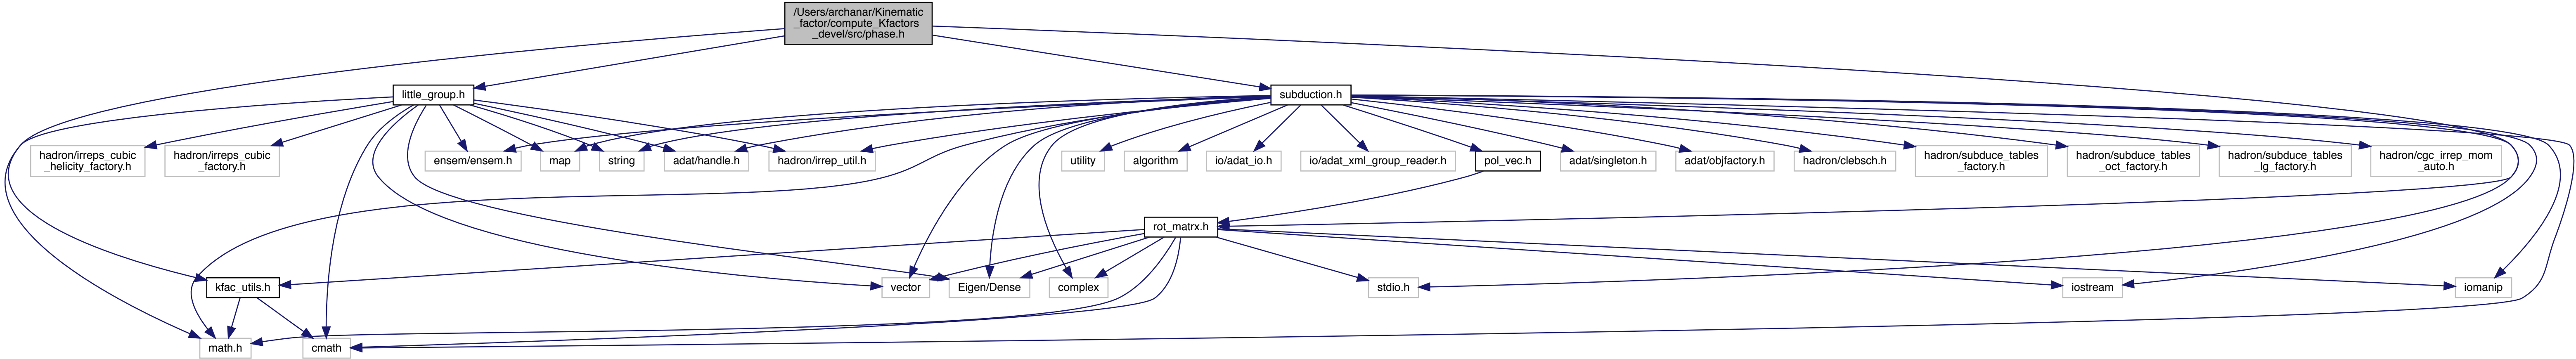 /Users/archanar/Kinematic
_factor/compute_Kfactors
_devel/src/phase.h
little_group.h
subduction.h
hadron/irreps_cubic
_helicity_factory.h
hadron/irreps_cubic
_factory.h
ensem/ensem.h
map
string
adat/handle.h
hadron/irrep_util.h
utility
algorithm
io/adat_io.h
io/adat_xml_group_reader.h
pol_vec.h
adat/singleton.h
adat/objfactory.h
hadron/clebsch.h
hadron/subduce_tables
_factory.h
hadron/subduce_tables
_oct_factory.h
hadron/subduce_tables
_lg_factory.h
hadron/cgc_irrep_mom
_auto.h
rot_matrx.h
kfac_utils.h
vector
Eigen/Dense
complex
stdio.h
iostream
iomanip
math.h
cmath